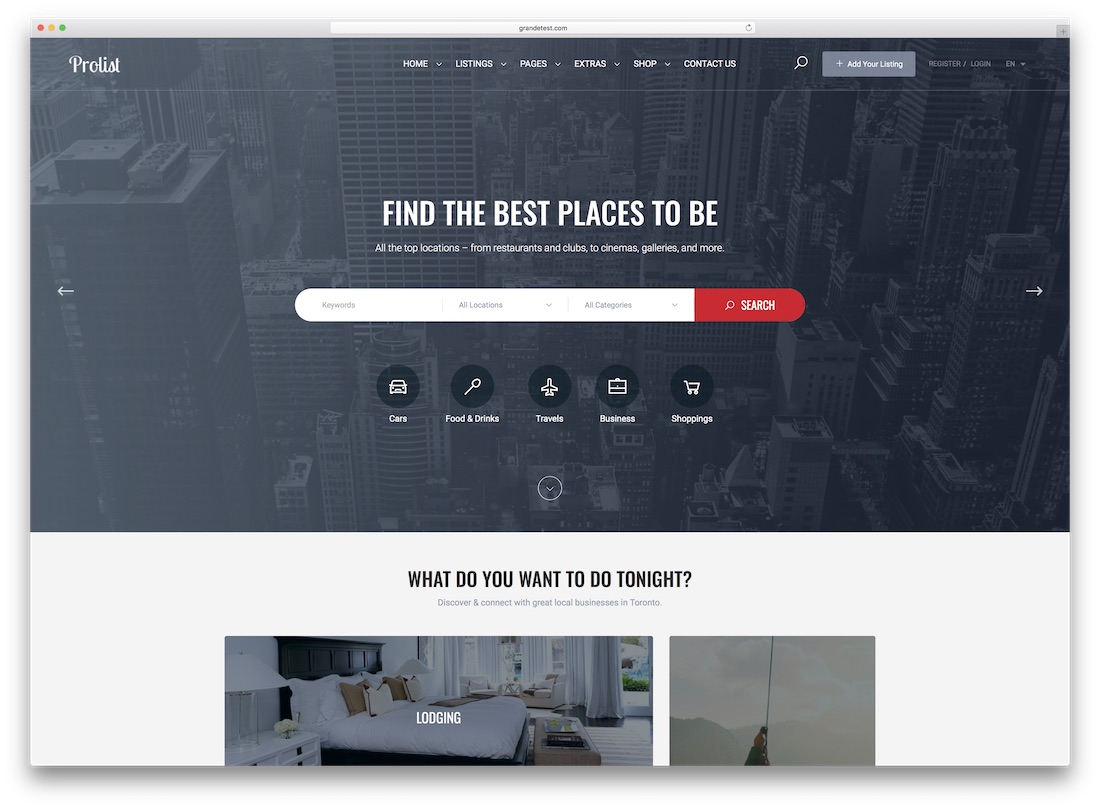 grandetest.com
Prolist HOME LISTINGS PAGES EXTRAS SHOP CONTACT US + Add Your Listing REGISTER / LOGIN EN
FIND THE BEST PLACES TO BE
All the top locations – from restaurants and clubs, to cinemas, galleries, and more.
Keywords All Locations All Categories SEARCH
Cars Food & Drinks Travels Business Shoppings
WHAT DO YOU WANT TO DO TONIGHT?
Discover & connect with great local businesses in Toronto.
LODGING